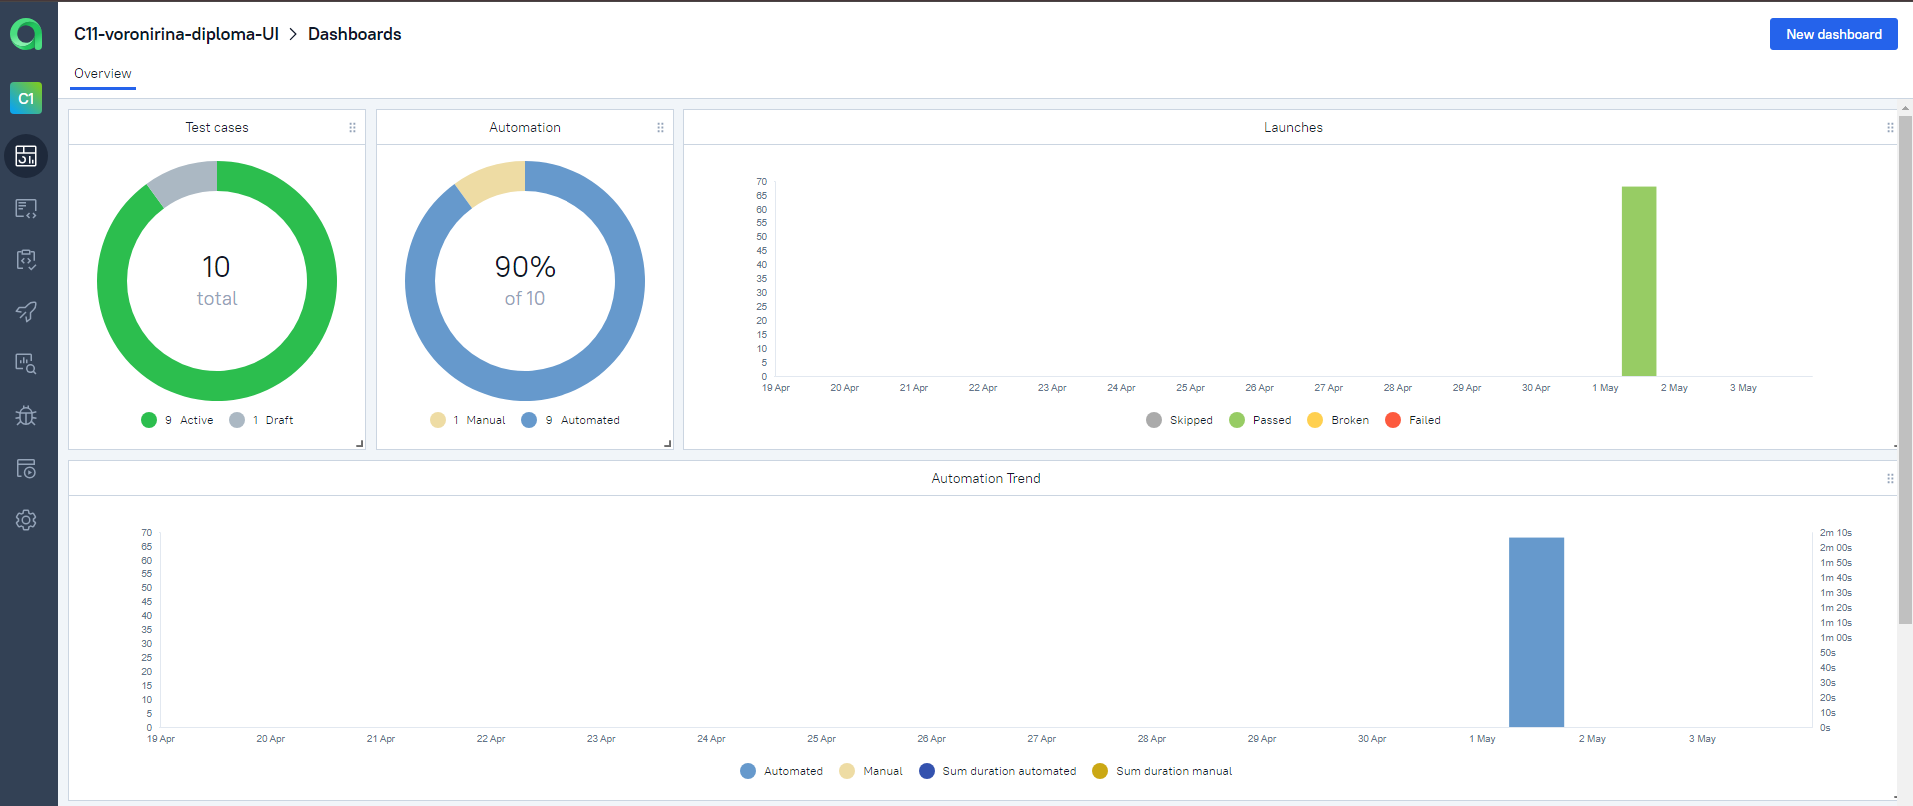 C11-voronirina-diploma-UI > Dashboards
New dashboard
Overview
C1
Test cases
10
total
9 Active 1 Draft
Automation
90%
of 10
1 Manual 9 Automated
Launches
70
65
60
55
50
45
40
35
30
25
20
15
10
5
0
19 Apr 20 Apr 21 Apr 22 Apr 23 Apr 24 Apr 25 Apr 26 Apr 27 Apr 28 Apr 29 Apr 30 Apr 1 May 2 May 3 May
Skipped Passed Broken Failed
Automation Trend
70
65
60
55
50
45
40
35
30
25
20
15
10
5
0
2m 10s
2m 00s
1m 50s
1m 40s
1m 30s
1m 20s
1m 10s
1m 00s
50s
40s
30s
20s
10s
0s
19 Apr 20 Apr 21 Apr 22 Apr 23 Apr 24 Apr 25 Apr 26 Apr 27 Apr 28 Apr 29 Apr 30 Apr 1 May 2 May 3 May
Automated Manual Sum duration automated Sum duration manual